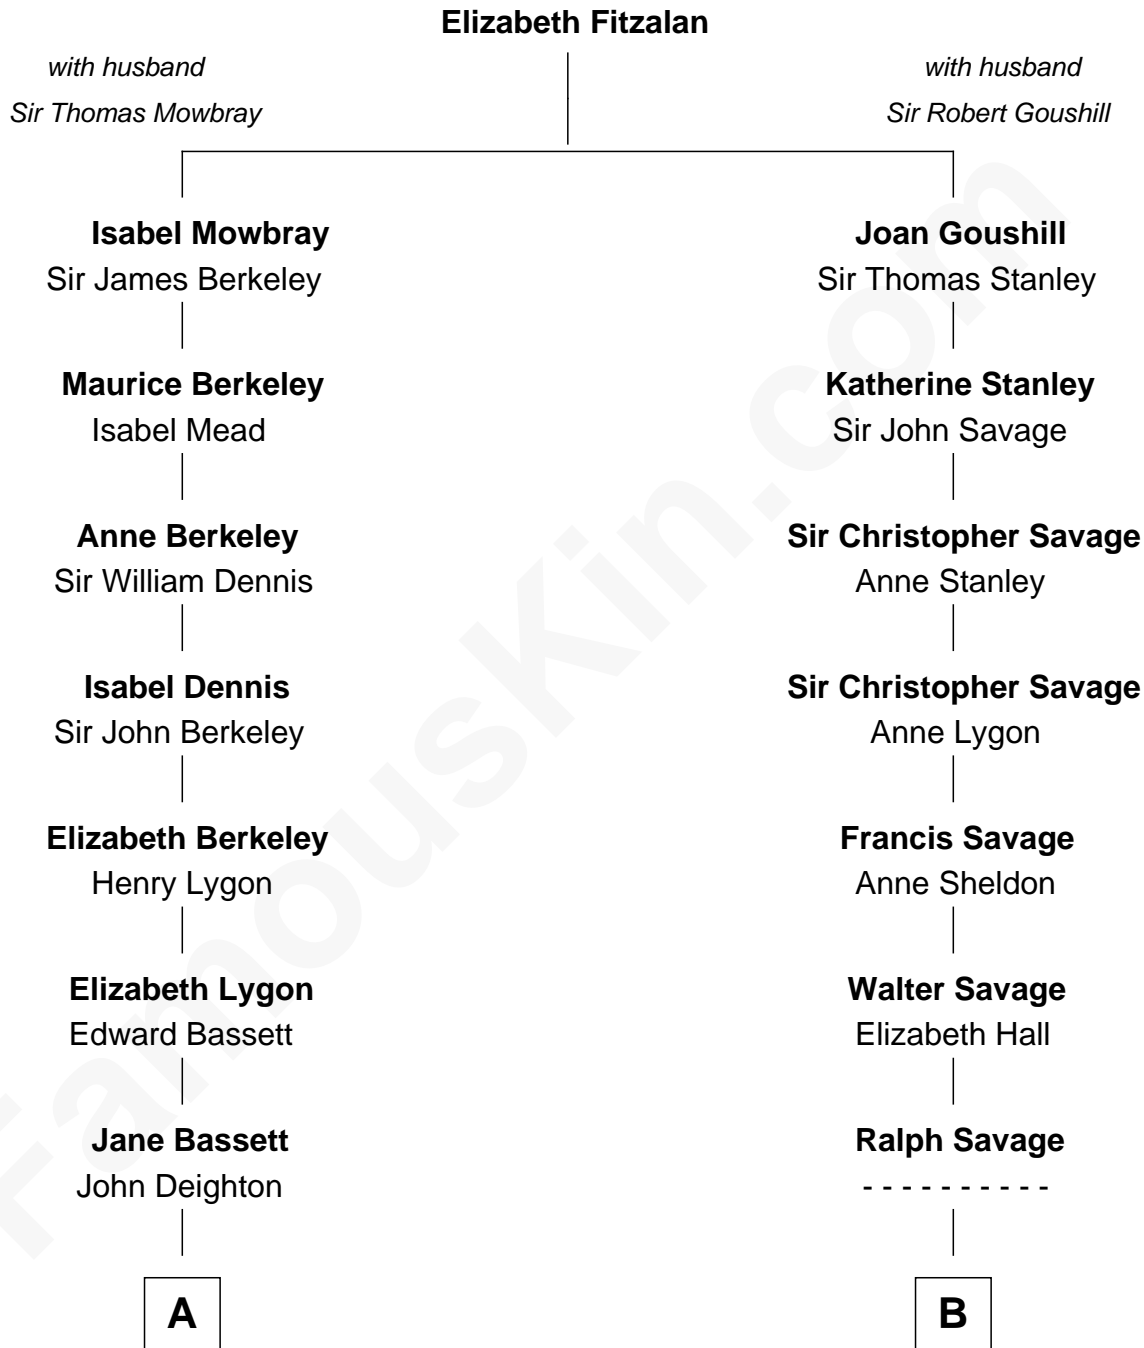 Elizabeth Fitzalan
with husband
Sir Thomas Mowbray
with husband
Sir Robert Goushill
Isabel Mowbray
Sir James Berkeley
Joan Goushill
Sir Thomas Stanley
Maurice Berkeley
Isabel Mead
Katherine Stanley
Sir John Savage
Anne Berkeley
Sir William Dennis
Sir Christopher Savage
Anne Stanley
Isabel Dennis
Sir John Berkeley
Sir Christopher Savage
Anne Lygon
Elizabeth Berkeley
Henry Lygon
Francis Savage
Anne Sheldon
Elizabeth Lygon
Edward Bassett
Walter Savage
Elizabeth Hall
Jane Bassett
John Deighton
Ralph Savage
- - - - - - - - - -
A
B
FamousKin.com